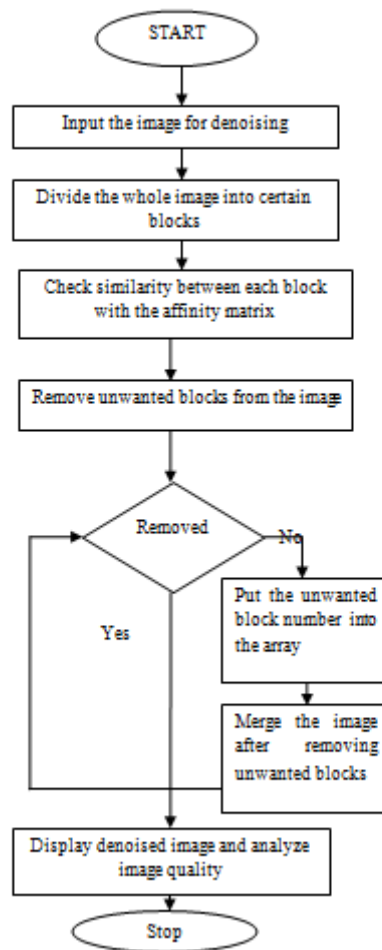 START
Input the image for denoising
Divide the whole image into certain
blocks
Check similarity between each block
with the affinity matrix
Remove unwanted blocks from the image
Removed
No
Put the unwanted
block number into
the array
Yes
Merge the image
after removing
unwanted blocks
Display denoised image and analyze
image quality
Stop